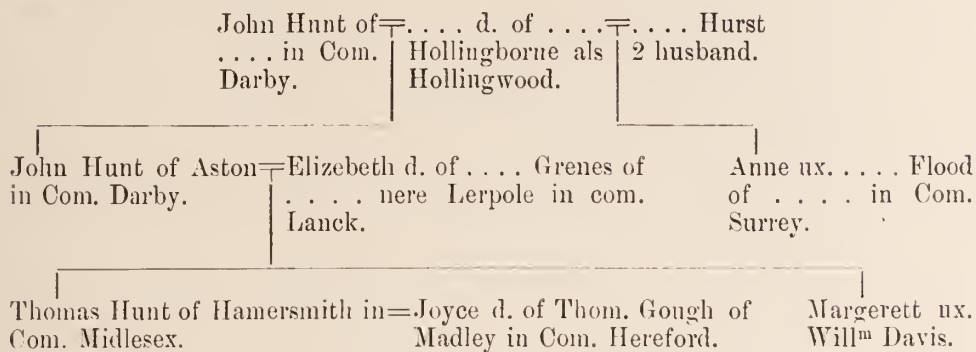 John Hunt of=. . . . d. of . . . .=. . . . Hurst
. . . . in Com. Hollingborne als 2 husband.
Darby. Hollingwood.
John Hunt of Aston=Elizebeth d. of . . . . Grenes of Anne ux. . . . . Flood
in Com. Darby. . . . . nere Lerpole in com. of . . . . in Com.
Lanck. Surrey.
Thomas Hunt of Hamersmith in=Joyce d. of Thom. Gough of Margerett ux.
Com. Midlesex. Madley in Com. Hereford. Willᵐ Davis.